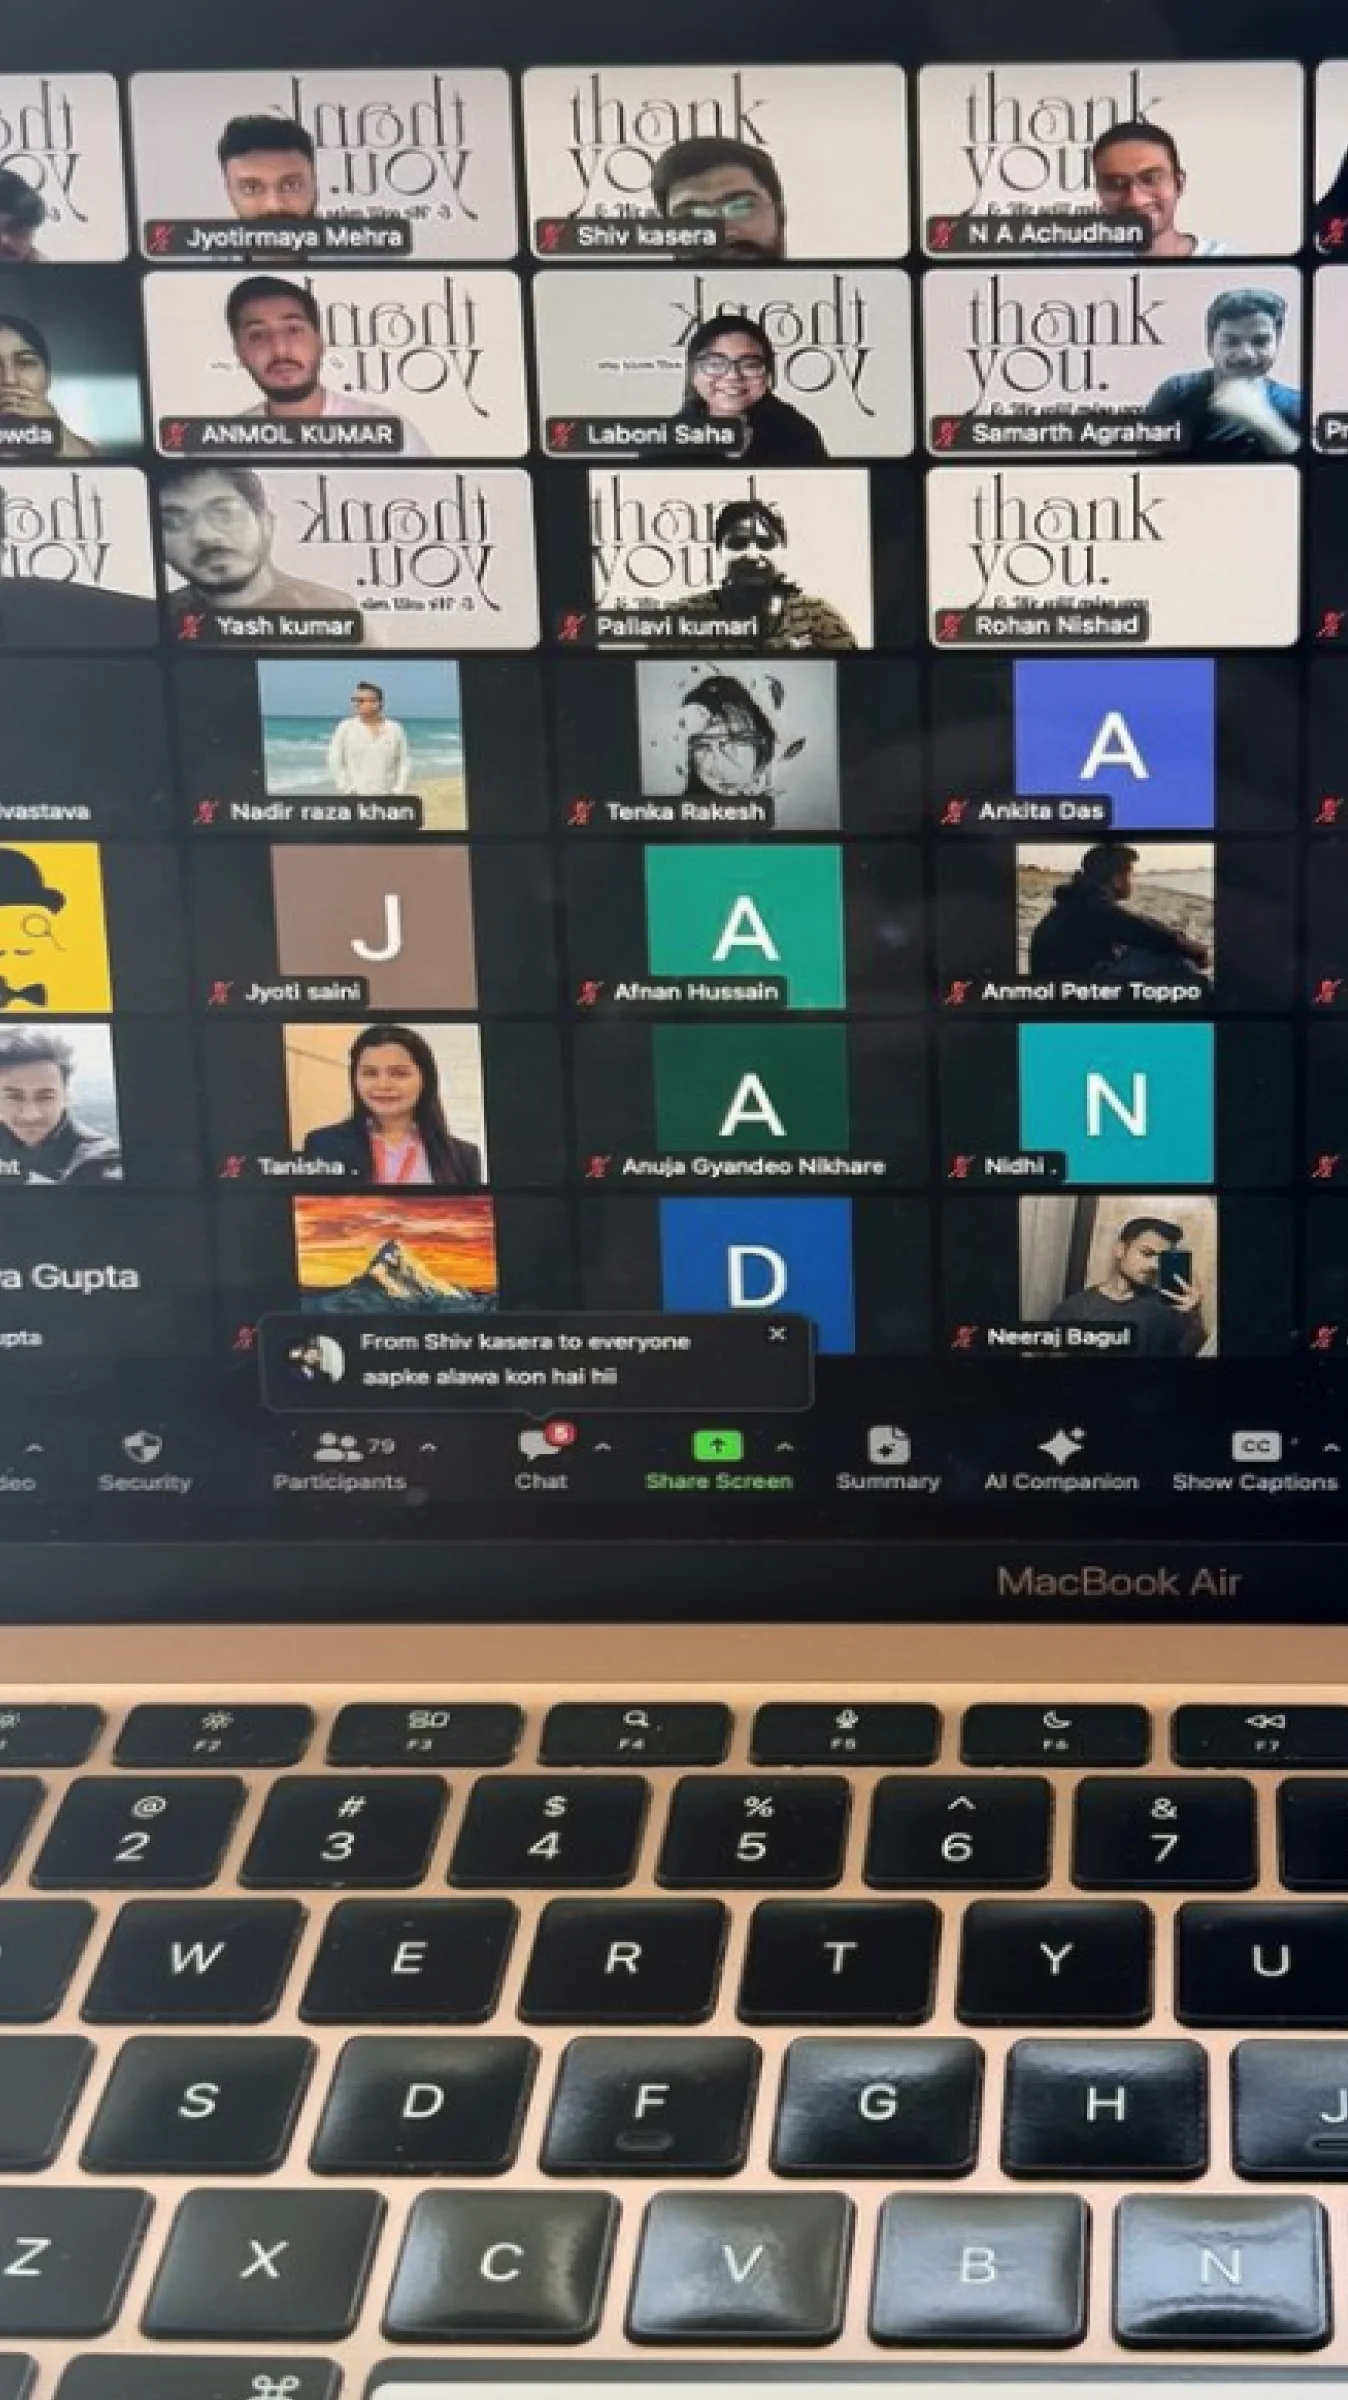 thank
you.
Jyotirmaya Mehra
thank
Shiv kasera
thank
you
N A Achudhan
owda
thank
you.
ANMOL KUMAR
thank
you
Laboni Saha
thank
you.
Samarth Agrahari
Pr
thank
you.
Yash kumar
thank
you
Pallavi kumari
thank
you.
& We will miss you
Rohan Nishad
vastava
Nadir raza khan
Tenka Rakesh
A
Ankita Das
J
Jyoti saini
A
Afnan Hussain
Anmol Peter Toppo
ht
Tanisha .
A
Anuja Gyandeo Nikhare
N
Nidhi .
a Gupta
upta
D
Neeraj Bagul
From Shiv kasera to everyone
aapke alawa kon hai hii
deo
Security
Participants 79
Chat 5
Share Screen
Summary
AI Companion
CC
Show Captions
MacBook Air
F2 F3 F4 F5 F6 F7
@ # $ % ^ &
2 3 4 5 6 7
W E R T Y U
S D F G H J
Z X C V B N
⌘